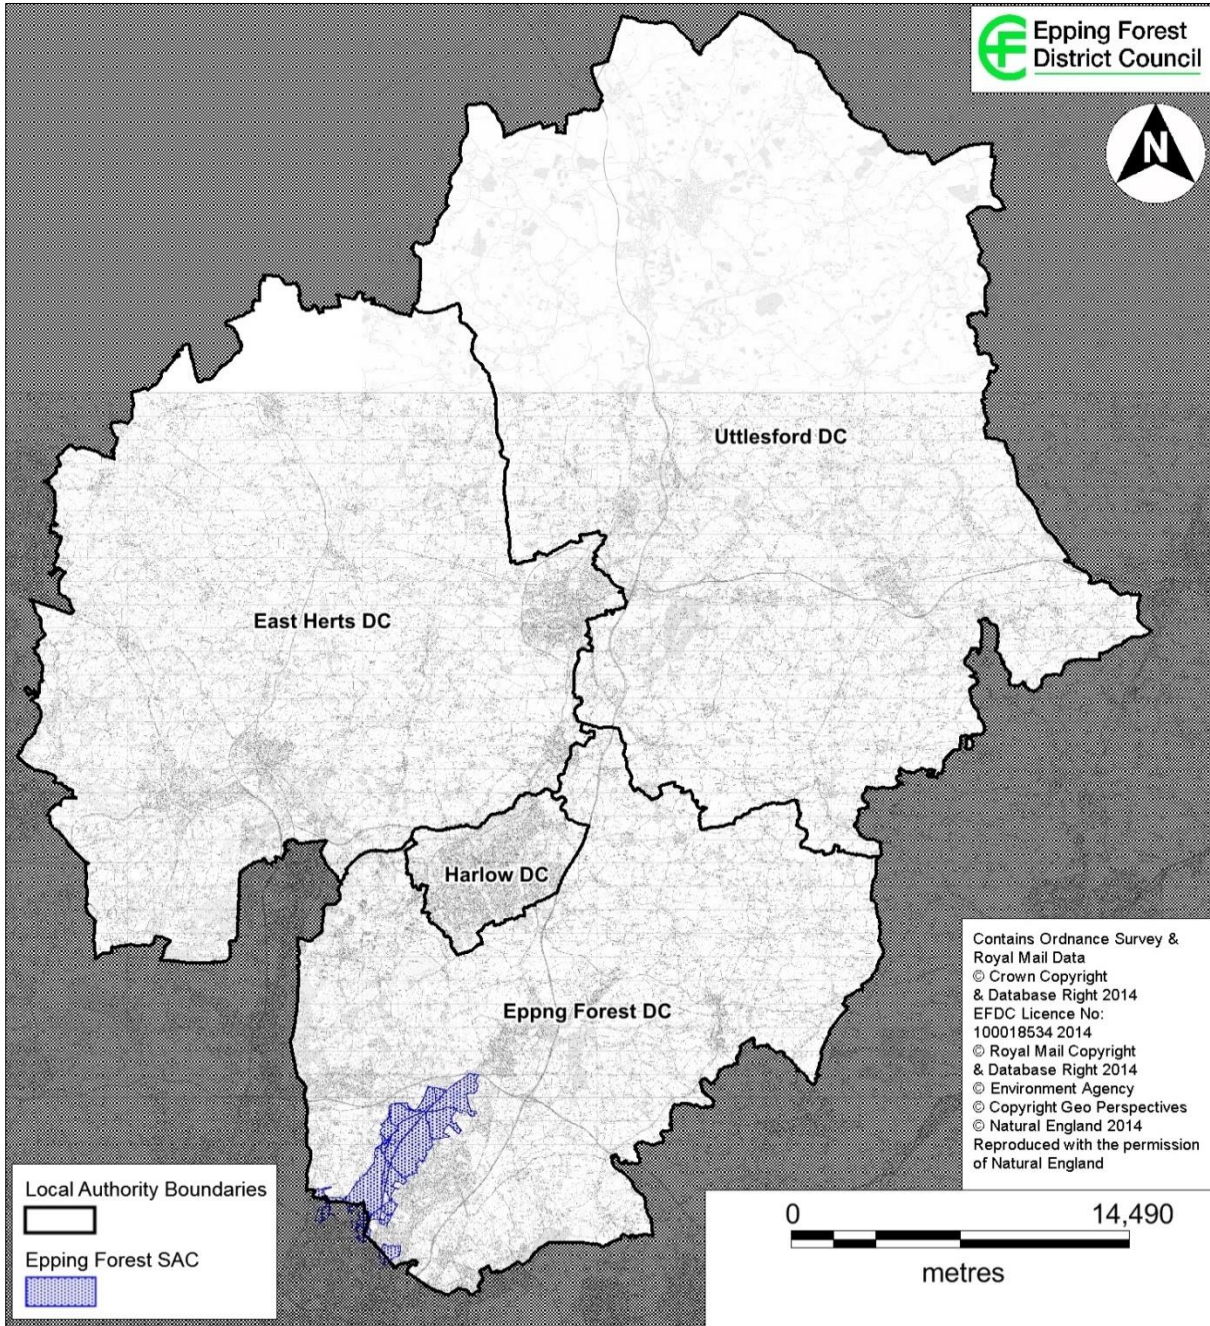 Epping Forest
District Council
N
Uttlesford DC
East Herts DC
Harlow DC
Eppng Forest DC
Contains Ordnance Survey &
Royal Mail Data
© Crown Copyright
& Database Right 2014
EFDC Licence No:
100018534 2014
© Royal Mail Copyright
& Database Right 2014
© Environment Agency
© Copyright Geo Perspectives
© Natural England 2014
Reproduced with the permission
of Natural England
Local Authority Boundaries
Epping Forest SAC
0 14,490
metres